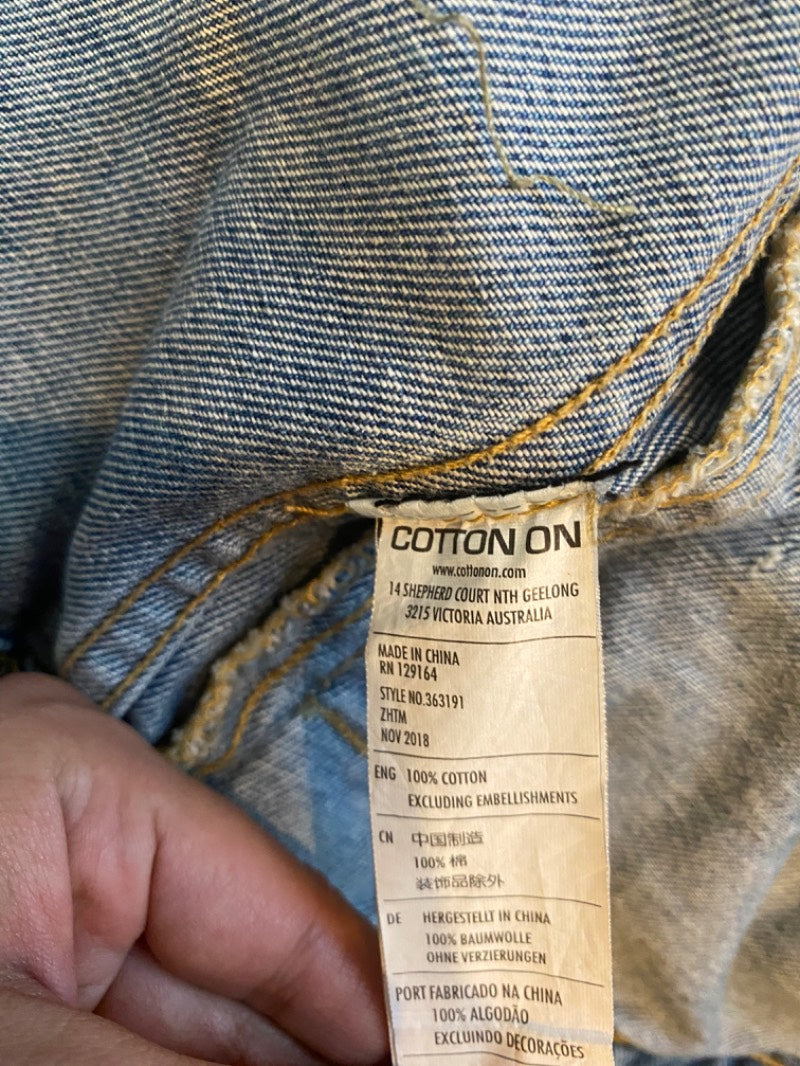 COTTON ON
www.cottonon.com
14 SHEPHERD COURT NTH GEELONG
3215 VICTORIA AUSTRALIA
MADE IN CHINA
RN 129164
STYLE NO.363191
ZHTM
NOV 2018
ENG 100% COTTON
EXCLUDING EMBELLISHMENTS
CN 中国制造
100% 棉
装饰品除外
DE HERGESTELLT IN CHINA
100% BAUMWOLLE
OHNE VERZIERUNGEN
PORT FABRICADO NA CHINA
100% ALGODÃO
EXCLUINDO DECORAÇÕES